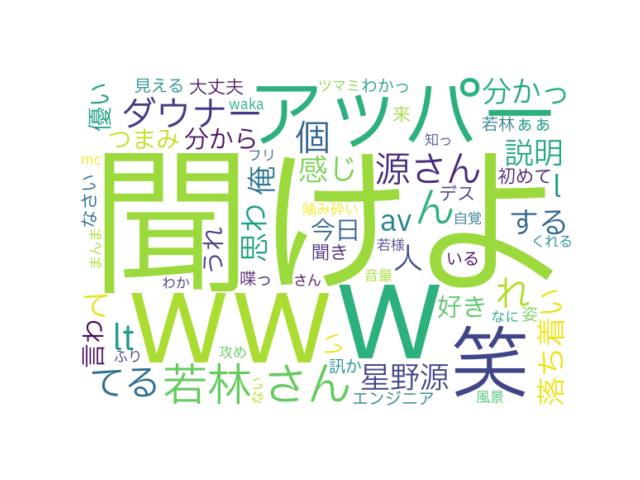 見える 大丈夫 アッパー ツマミ わかっ 分かっ
優い ダウナー waka 来 若林ぁぁ
つまみ 分から 個 知っ 説明
mc フリ 俺 感じ 源さん 初めて l
なさい 聞けよ 噛み砕い av ん デス する
まんま うれ 思わ 今日 聞き 若様 人 自覚 くれる
わか 喋っ さん 音量 いる
言わ て lt ww w っ 好き れ なに 姿 落ち着い
ふり 攻め 訊か 笑
てる 若林 さん 星野源
なっ エンジニア 風景